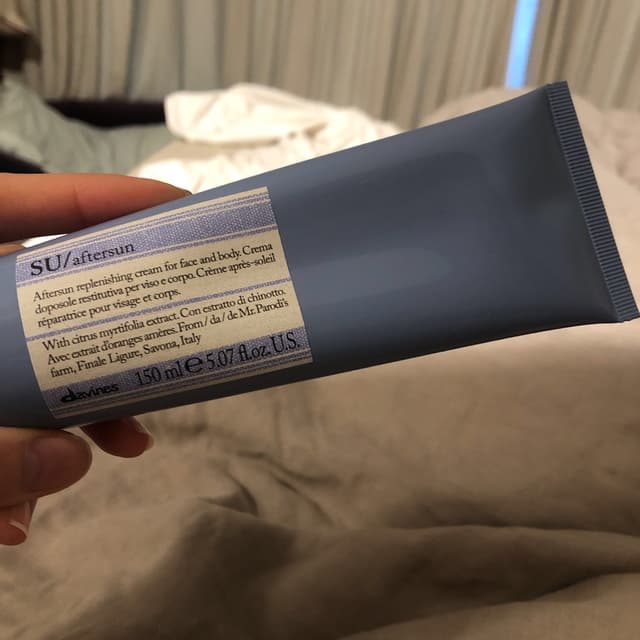 SU/aftersun
Aftersun replenishing cream for face and body. Crema
doposole restitutiva per viso e corpo. Crème après-soleil
réparatrice pour visage et corps.
With citrus myrtifolia extract. Con estratto di chinotto.
Avec extrait d'oranges amères. From / da / de Mr. Parodi's
farm, Finale Ligure, Savona, Italy
davines 150 ml ℮ 5.07 fl.oz. U.S.